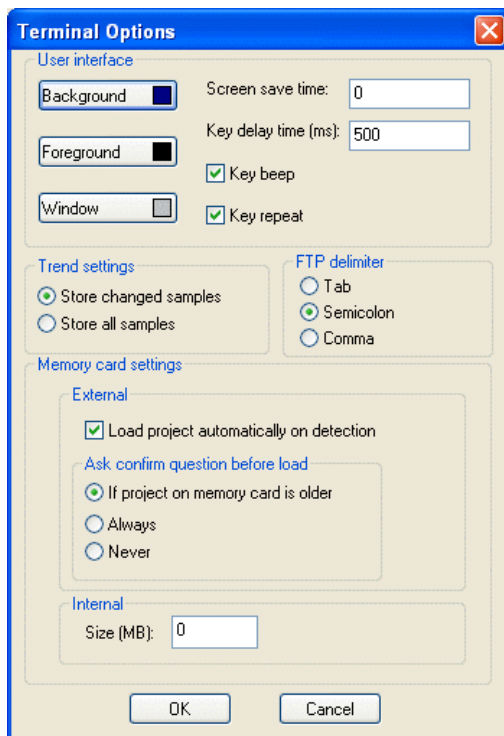 Terminal Options
User interface
Background
Screen save time: 0
Key delay time (ms): 500
Foreground
Key beep
Window
Key repeat
Trend settings
Store changed samples
Store all samples
FTP delimiter
Tab
Semicolon
Comma
Memory card settings
External
Load project automatically on detection
Ask confirm question before load
If project on memory card is older
Always
Never
Internal
Size (MB): 0
OK Cancel